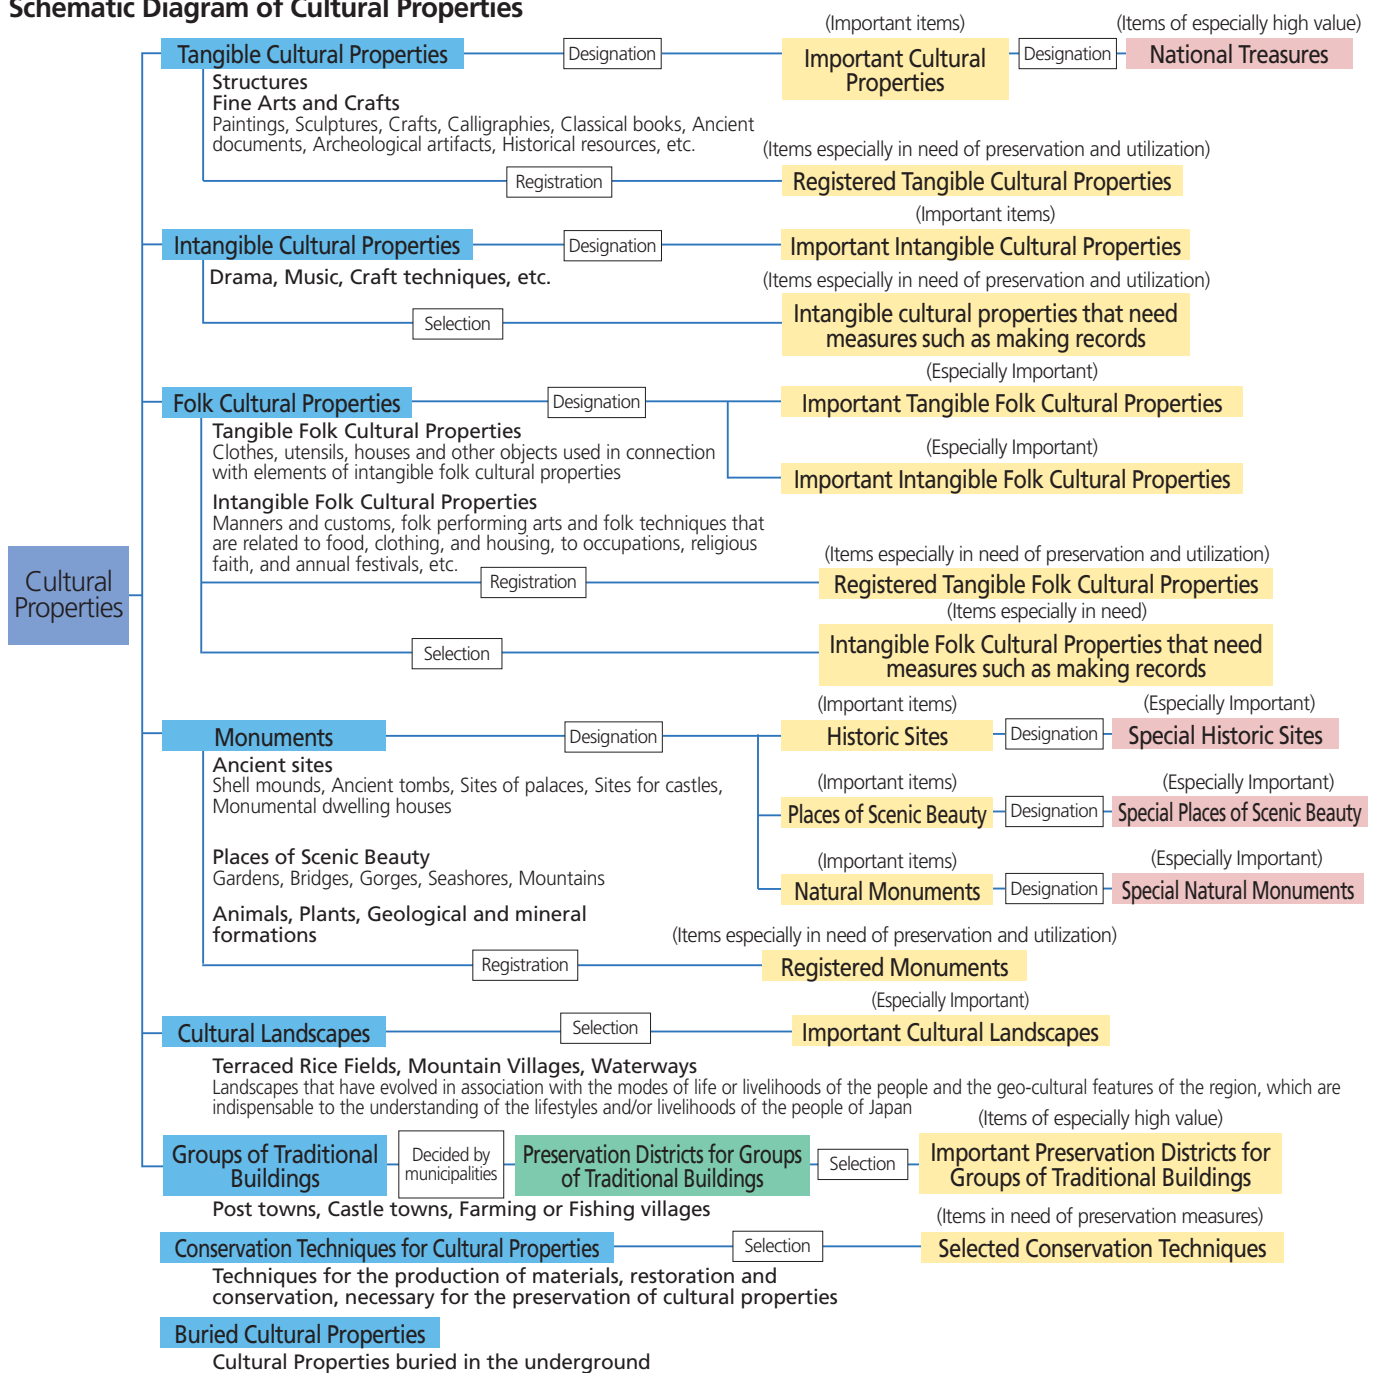 Schematic Diagram of Cultural Properties
(Important items)
(Items of especially high value)
Tangible Cultural Properties
Designation
Important Cultural
Properties
Designation
National Treasures
Structures
Fine Arts and Crafts
Paintings, Sculptures, Crafts, Calligraphies, Classical books, Ancient
documents, Archeological artifacts, Historical resources, etc.
(Items especially in need of preservation and utilization)
Registration
Registered Tangible Cultural Properties
(Important items)
Intangible Cultural Properties
Designation
Important Intangible Cultural Properties
Drama, Music, Craft techniques, etc.
(Items especially in need of preservation and utilization)
Selection
Intangible cultural properties that need
measures such as making records
(Especially Important)
Folk Cultural Properties
Designation
Important Tangible Folk Cultural Properties
Tangible Folk Cultural Properties
Clothes, utensils, houses and other objects used in connection
with elements of intangible folk cultural properties
(Especially Important)
Important Intangible Folk Cultural Properties
Intangible Folk Cultural Properties
Manners and customs, folk performing arts and folk techniques that
are related to food, clothing, and housing, to occupations, religious
faith, and annual festivals, etc.
(Items especially in need of preservation and utilization)
Registration
Registered Tangible Folk Cultural Properties
Cultural
Properties
(Items especially in need)
Selection
Intangible Folk Cultural Properties that need
measures such as making records
(Important items)
(Especially Important)
Monuments
Designation
Historic Sites
Designation
Special Historic Sites
Ancient sites
Shell mounds, Ancient tombs, Sites of palaces, Sites for castles,
Monumental dwelling houses
(Important items)
(Especially Important)
Places of Scenic Beauty
Designation
Special Places of Scenic Beauty
Places of Scenic Beauty
Gardens, Bridges, Gorges, Seashores, Mountains
(Important items)
(Especially Important)
Natural Monuments
Designation
Special Natural Monuments
Animals, Plants, Geological and mineral
formations
(Items especially in need of preservation and utilization)
Registration
Registered Monuments
(Especially Important)
Cultural Landscapes
Selection
Important Cultural Landscapes
Terraced Rice Fields, Mountain Villages, Waterways
Landscapes that have evolved in association with the modes of life or livelihoods of the people and the geo-cultural features of the region, which are
indispensable to the understanding of the lifestyles and/or livelihoods of the people of Japan
(Items of especially high value)
Groups of Traditional
Buildings
Decided by
municipalities
Preservation Districts for Groups
of Traditional Buildings
Selection
Important Preservation Districts for
Groups of Traditional Buildings
Post towns, Castle towns, Farming or Fishing villages
(Items in need of preservation measures)
Conservation Techniques for Cultural Properties
Selection
Selected Conservation Techniques
Techniques for the production of materials, restoration and
conservation, necessary for the preservation of cultural properties
Buried Cultural Properties
Cultural Properties buried in the underground